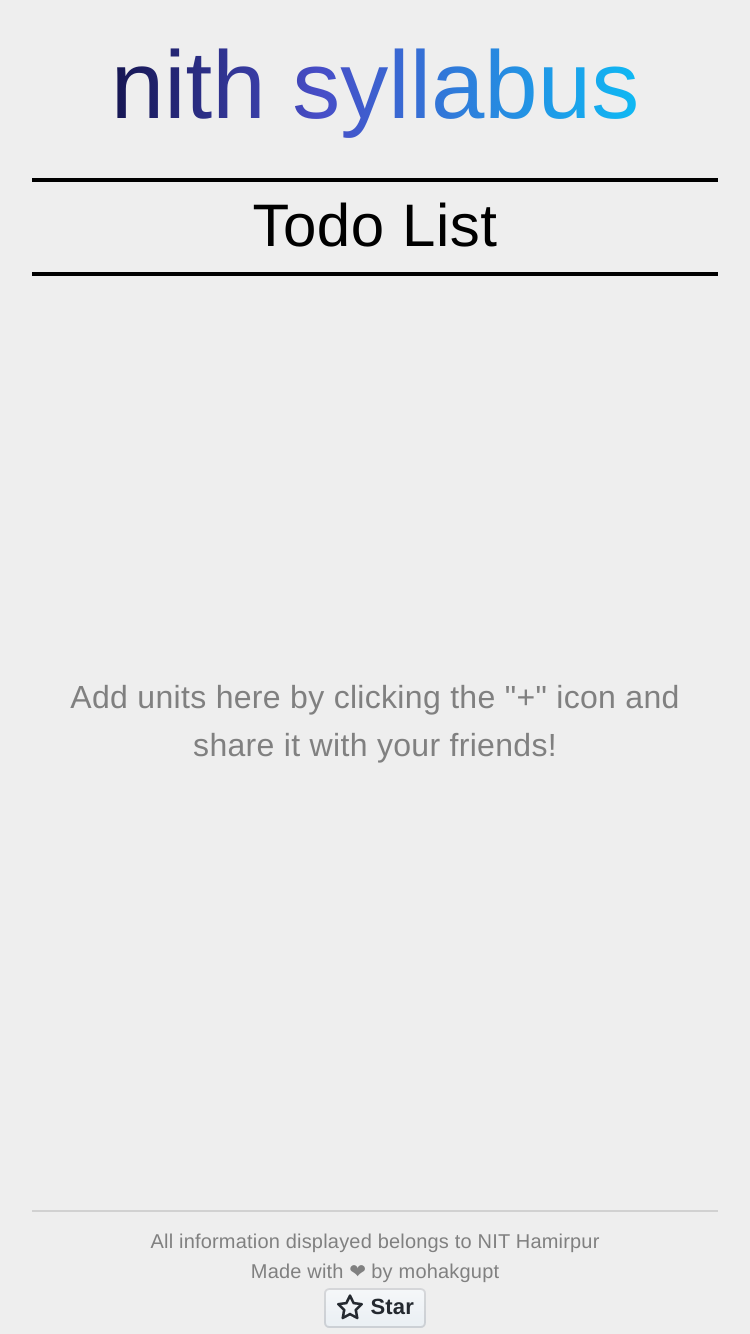 nith syllabus
Todo List
Add units here by clicking the "+" icon and
share it with your friends!
All information displayed belongs to NIT Hamirpur
Made with ❤ by mohakgupt
Star